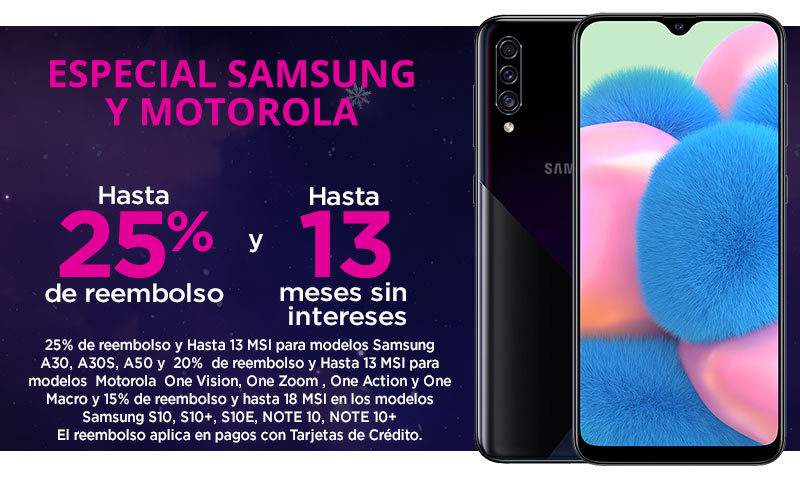 ESPECIAL SAMSUNG
Y MOTOROLA
Hasta
25%
de reembolso
y
Hasta
13
meses sin
intereses
25% de reembolso y Hasta 13 MSI para modelos Samsung
A30, A30S, A50 y 20% de reembolso y Hasta 13 MSI para
modelos Motorola One Vision, One Zoom , One Action y One
Macro y 15% de reembolso y hasta 18 MSI en los modelos
Samsung S10, S10+, S10E, NOTE 10, NOTE 10+
El reembolso aplica en pagos con Tarjetas de Crédito.
SAM